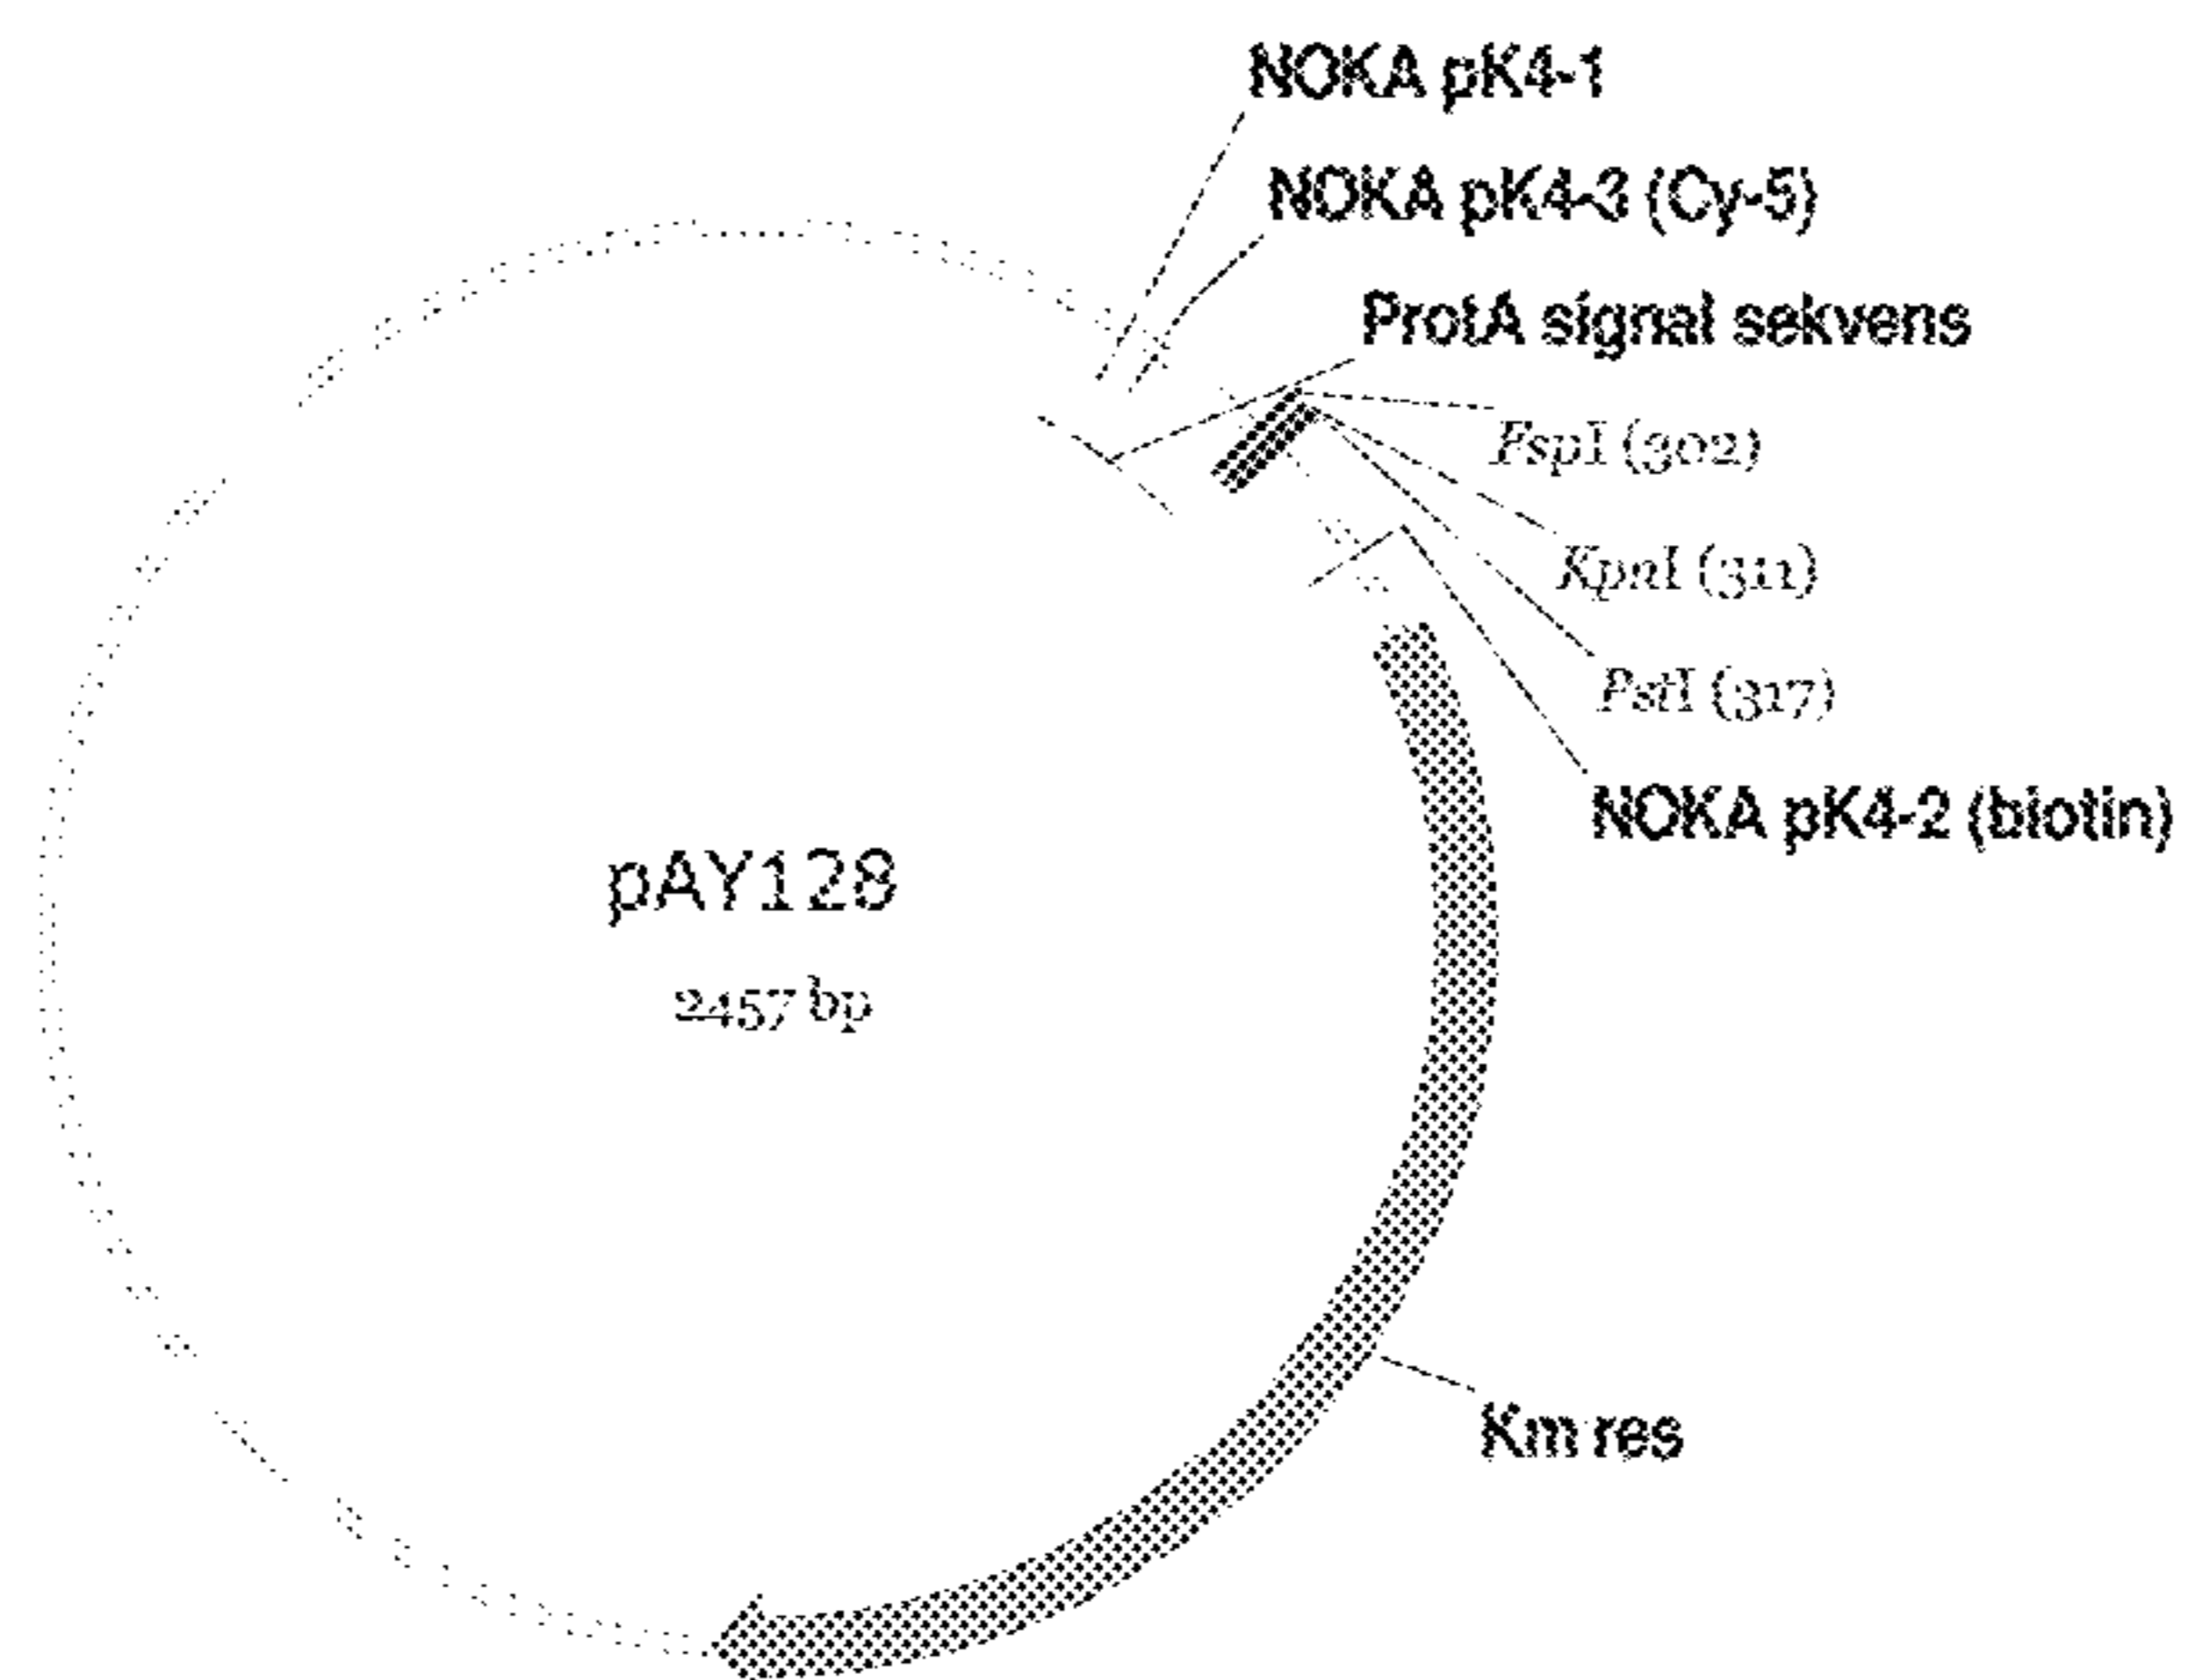 NOKA pK4-1
NOKA pK4-3 (Cy-5)
ProtA signal sekvens
FspI (302)
KpnI (311)
PstI (317)
NOKA pK4-2 (biotin)
pAY128
2457 bp
Km res